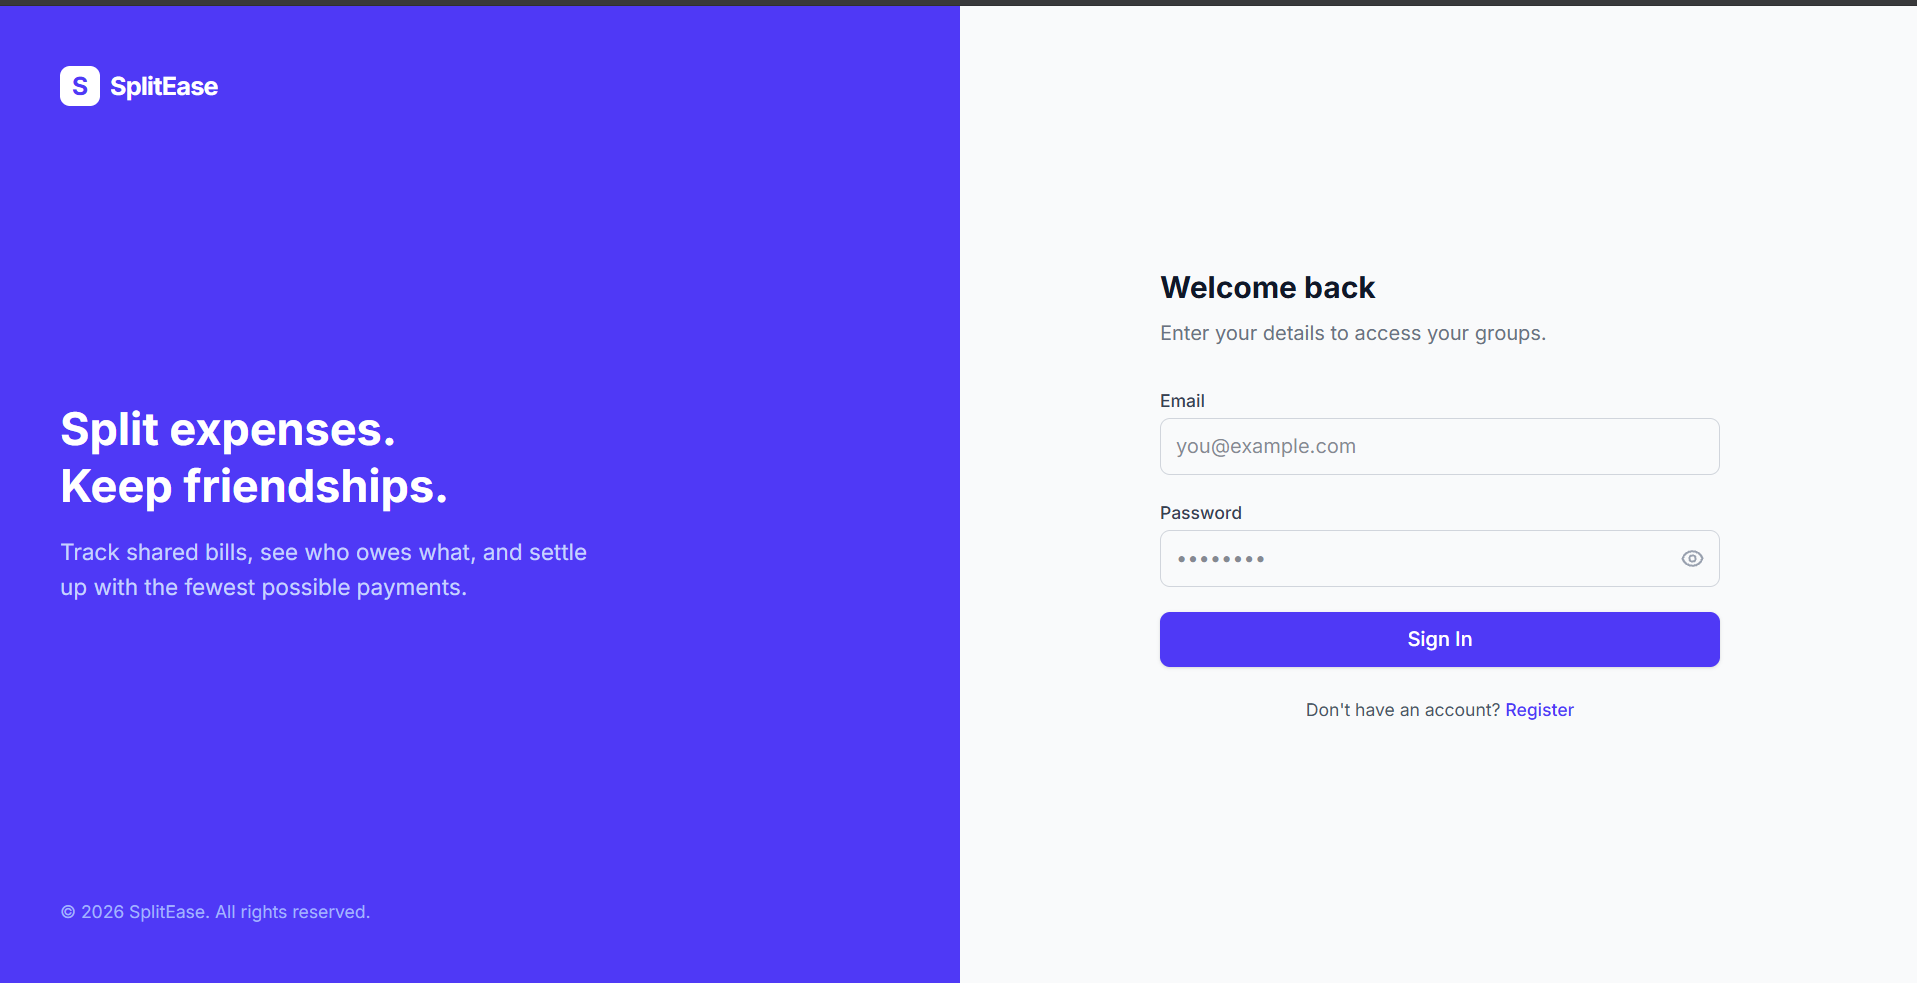 S SplitEase
Split expenses.
Keep friendships.
Track shared bills, see who owes what, and settle
up with the fewest possible payments.
© 2026 SplitEase. All rights reserved.
Welcome back
Enter your details to access your groups.
Email
you@example.com
Password
••••••••
Sign In
Don't have an account? Register